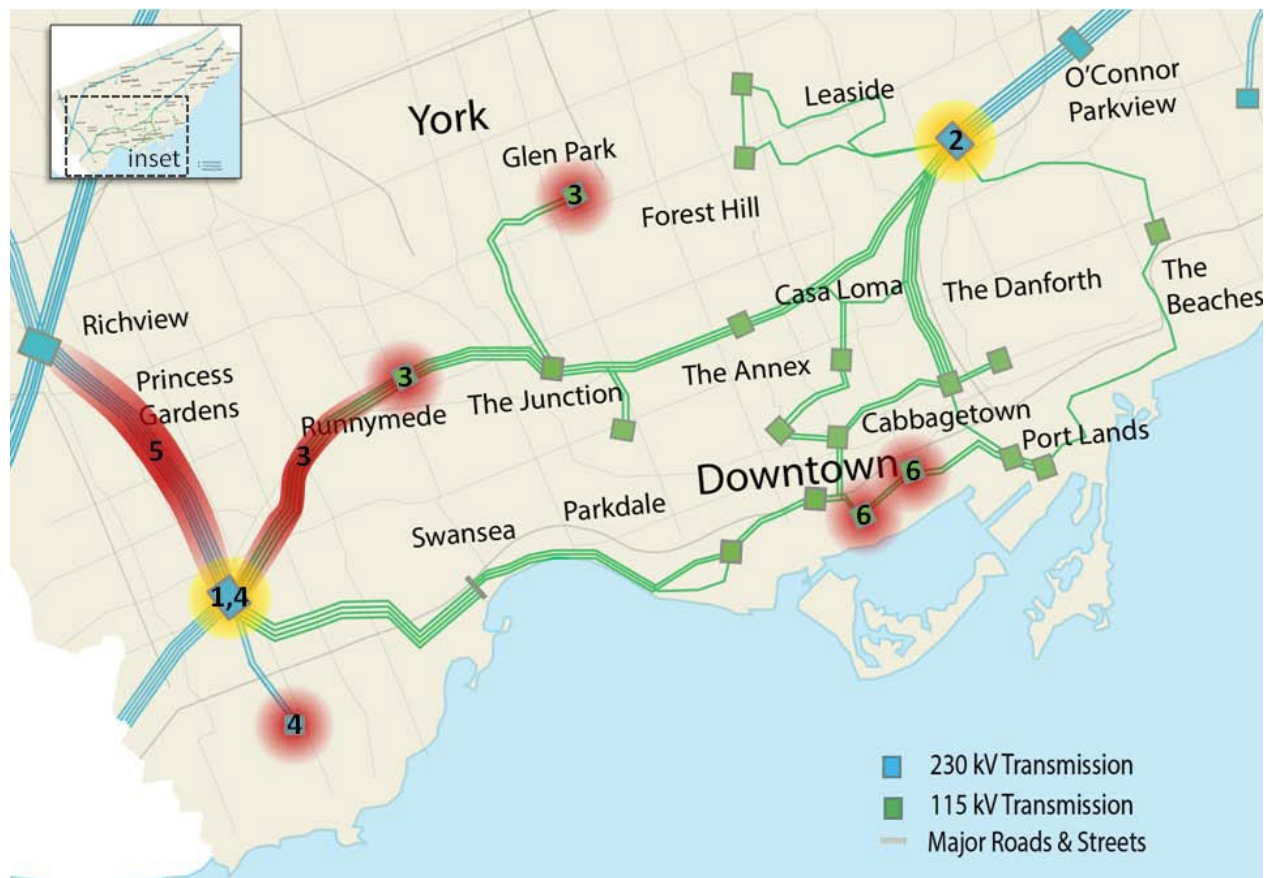 inset
York
Glen Park
3
Leaside
O'Connor
Parkview
2
Forest Hill
Richview
Princess
Gardens
5
Runnymede
3
3
The Junction
Casa Loma
The Annex
The Danforth
The
Beaches
Cabbagetown
Port Lands
Downtown
6
6
Parkdale
Swansea
1,4
4
230 kV Transmission
115 kV Transmission
Major Roads & Streets